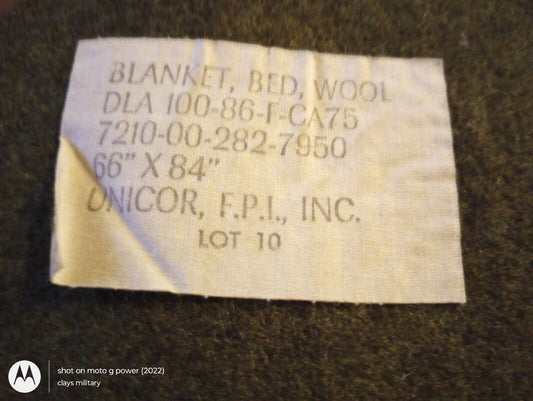 BLANKET, BED, WOOL
DLA 100-86-F-CA75
7210-00-282-7950
66" X 84"
UNICOR, F.P.I., INC.
LOT 10
shot on moto g power (2022)
clays military